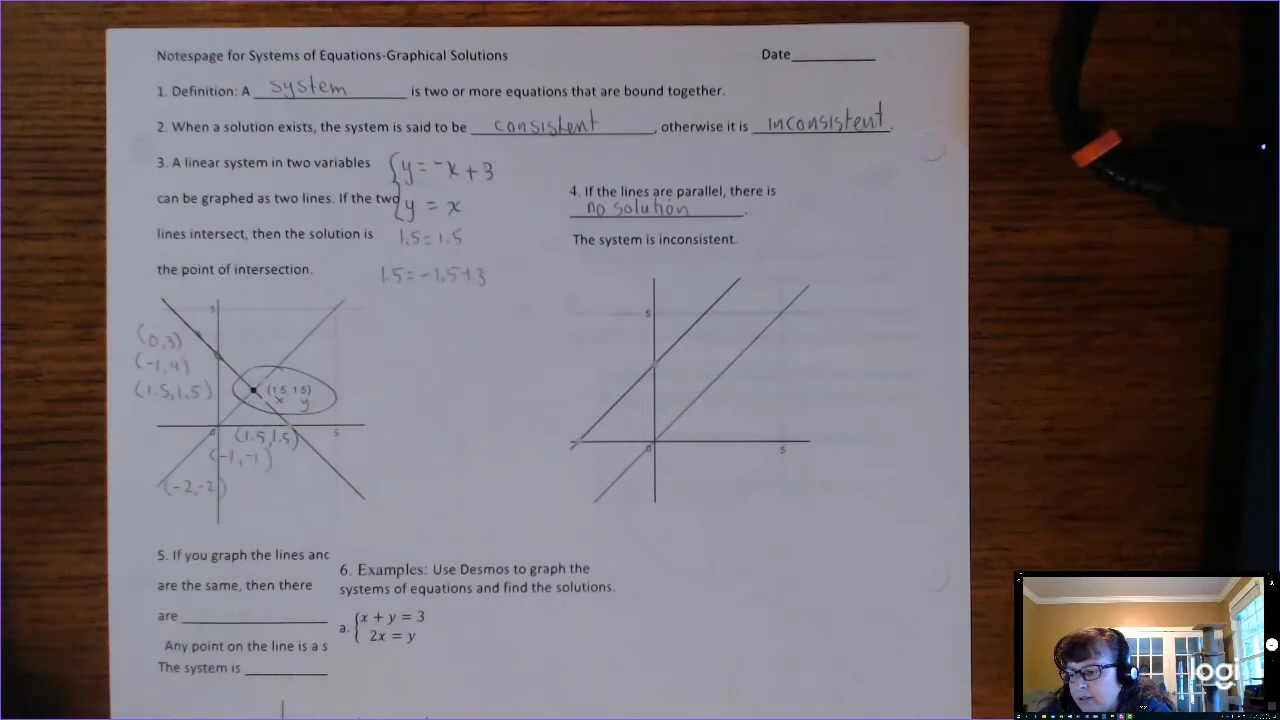 Notespage for Systems of Equations-Graphical Solutions Date
1. Definition: A system is two or more equations that are bound together.
2. When a solution exists, the system is said to be consistent, otherwise it is inconsistent.
3. A linear system in two variables
can be graphed as two lines. If the two
lines intersect, then the solution is
the point of intersection.
y = -x + 3
y = x
1.5 = 1.5
1.5 = -1.5 + 3
5
(0,3)
(-1,4)
(1.5,1.5)
(1.5, 1.5)
x y
0
5
(1.5,1.5)
(-1,-1)
(-2,-2)
4. If the lines are parallel, there is
no solution.
The system is inconsistent.
5
0
5
5. If you graph the lines and
are the same, then there
are
Any point on the line is a s
The system is
6. Examples: Use Desmos to graph the
systems of equations and find the solutions.
a. x + y = 3
2x = y
logi